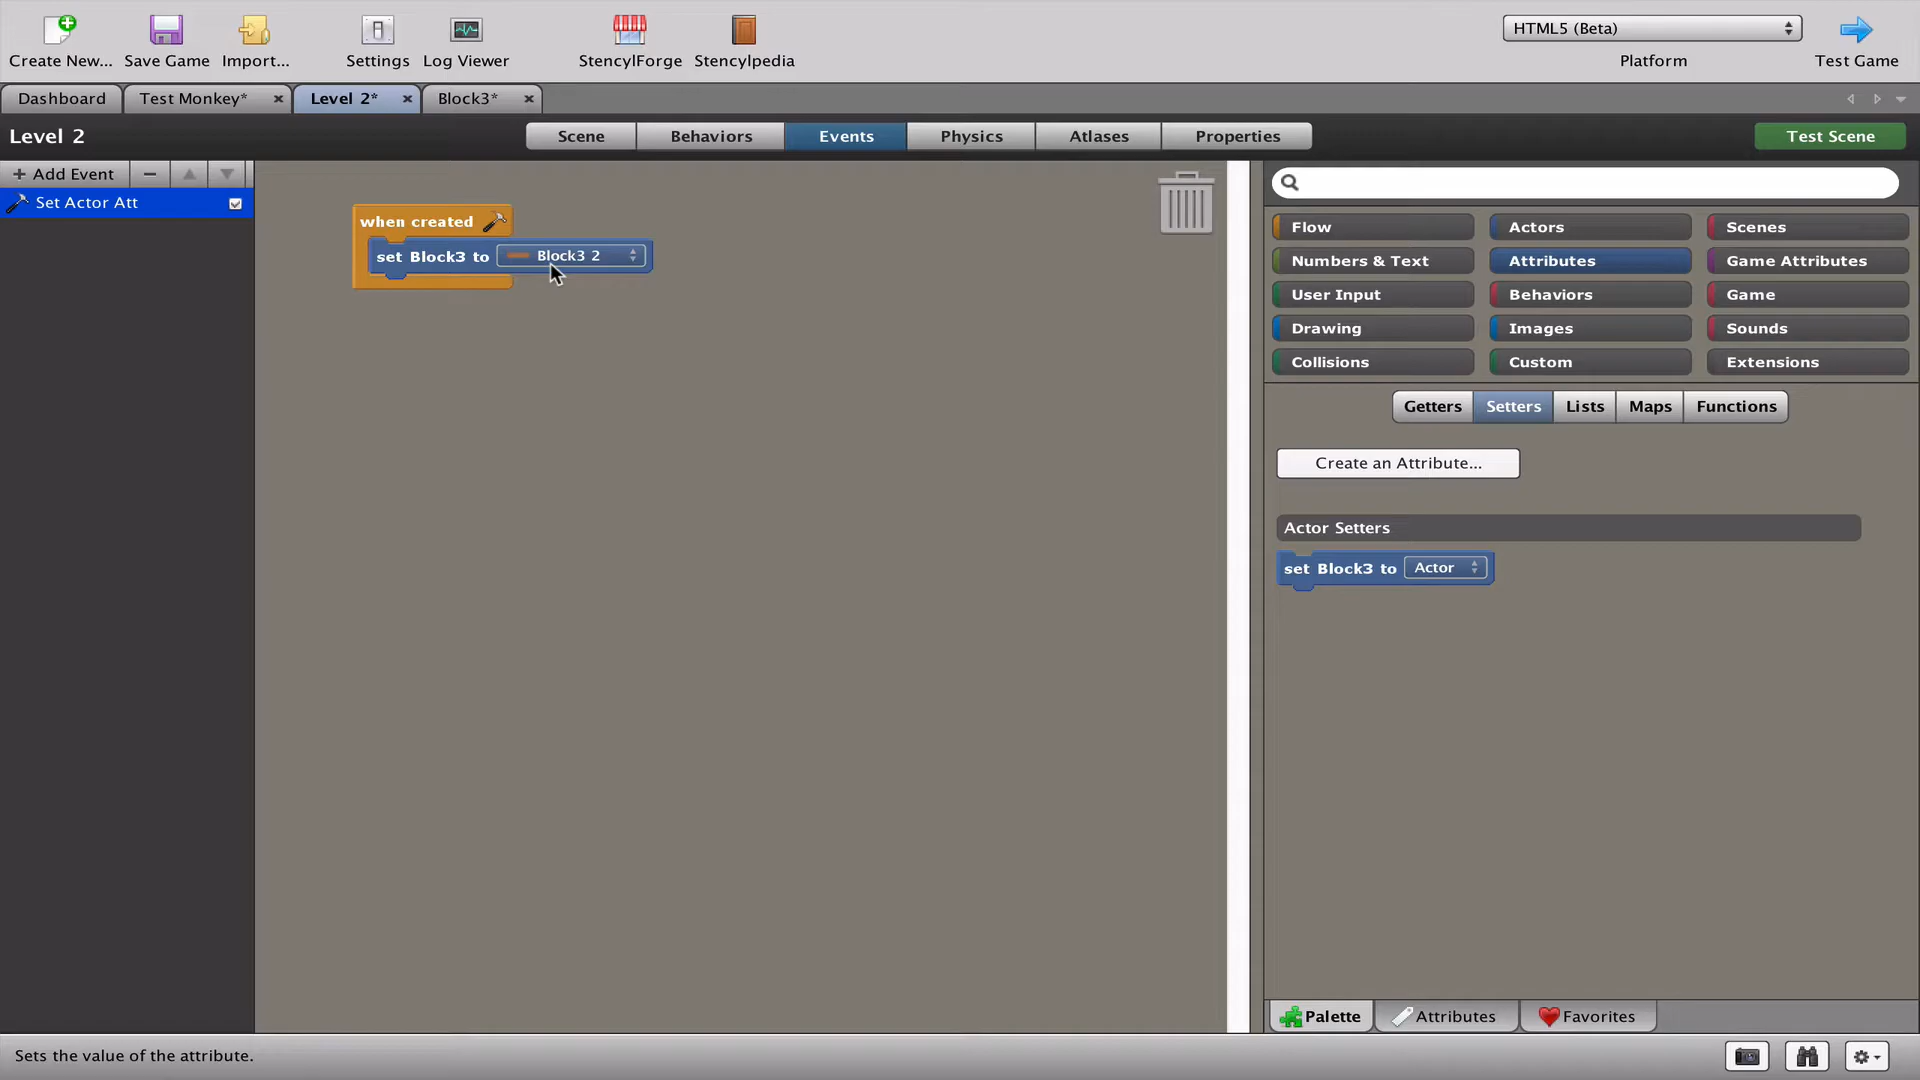 Create New...
Save Game
Import...
Settings
Log Viewer
StencylForge
Stencylpedia
HTML5 (Beta)
Platform
Test Game
Dashboard
Test Monkey*
Level 2*
Block3*
Level 2
Scene
Behaviors
Events
Physics
Atlases
Properties
Test Scene
+ Add Event
Set Actor Att
when created
set Block3 to Block3 2
Flow
Actors
Scenes
Numbers & Text
Attributes
Game Attributes
User Input
Behaviors
Game
Drawing
Images
Sounds
Collisions
Custom
Extensions
Getters
Setters
Lists
Maps
Functions
Create an Attribute...
Actor Setters
set Block3 to Actor
Palette
Attributes
Favorites
Sets the value of the attribute.